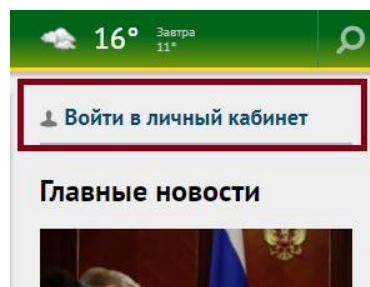 16° Завтра
11°
Войти в личный кабинет
Главные новости